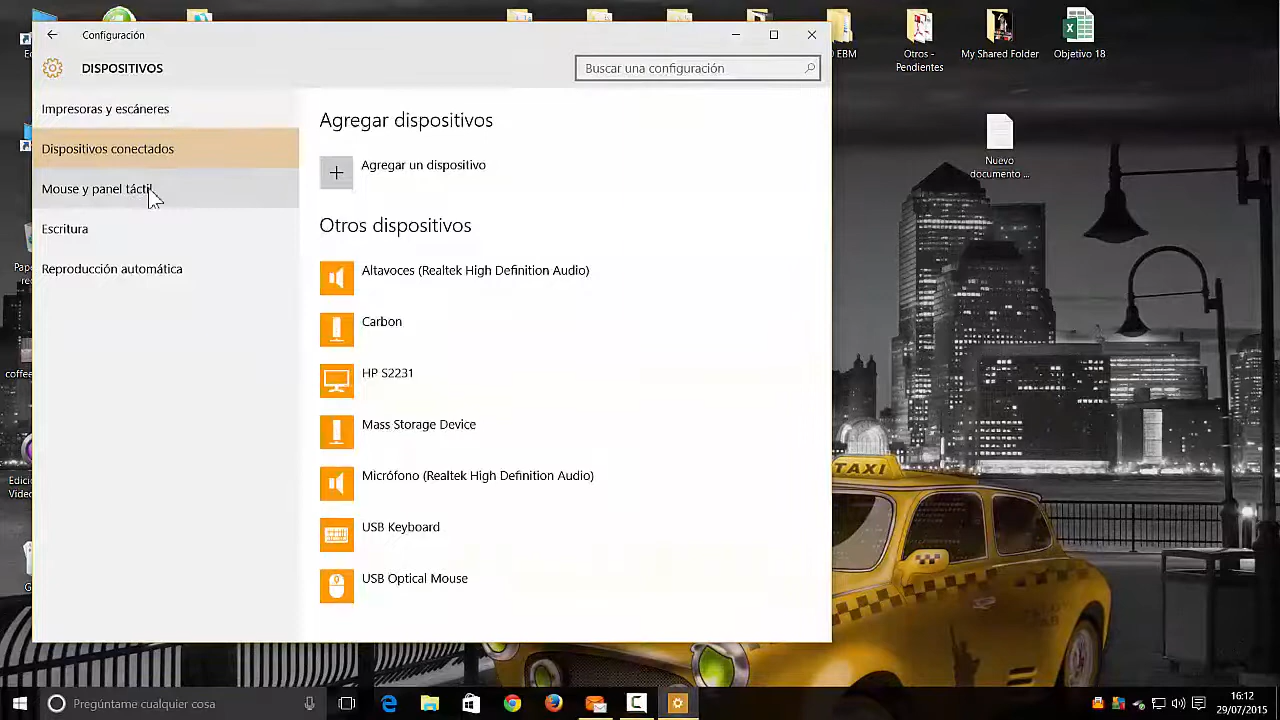 Configuración
DISPOSITIVOS
Buscar una configuración
Impresoras y escáneres
Dispositivos conectados
Mouse y panel táctil
Escritura
Reproducción automática
Agregar dispositivos
Agregar un dispositivo
Otros dispositivos
Altavoces (Realtek High Definition Audio)
Carbon
HP S2231
Mass Storage Device
Micrófono (Realtek High Definition Audio)
USB Keyboard
USB Optical Mouse
EBM
Otros -
Pendientes
My Shared Folder
Objetivo 18
Nuevo
documento ...
TAXI
Pregúntame cualquier cosa
16:12
29/07/2015